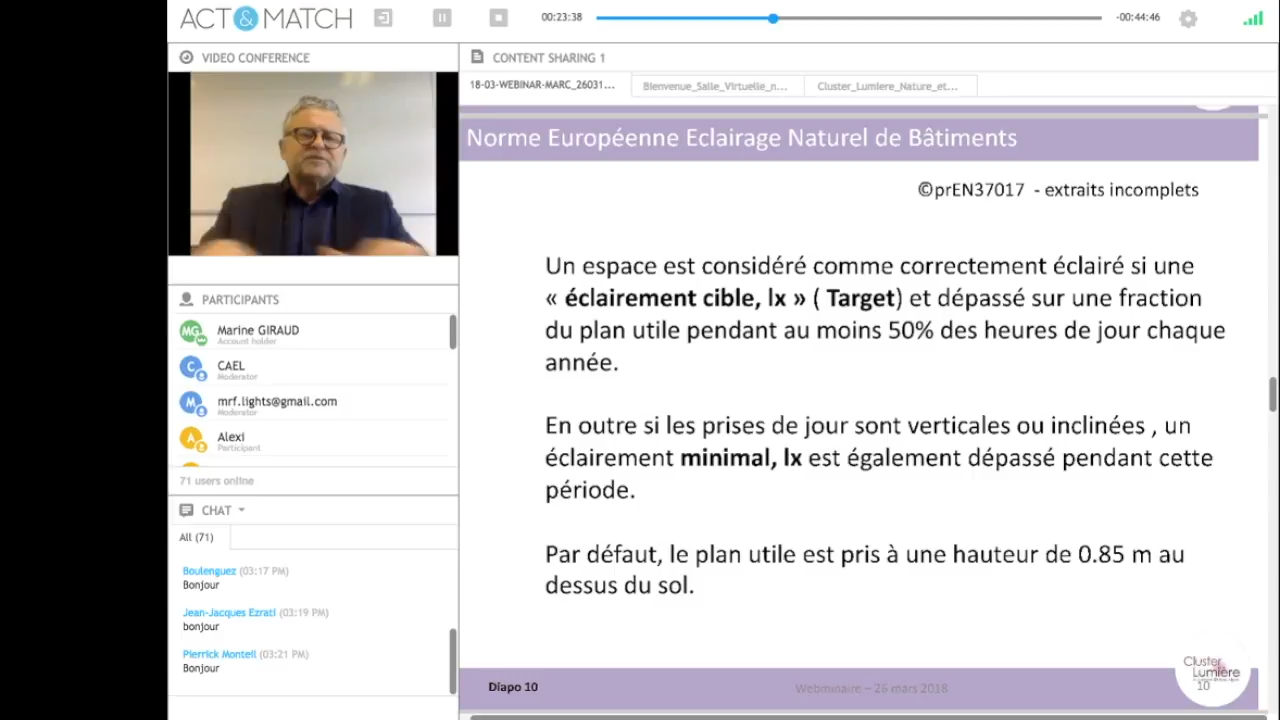 ACT&MATCH
00:23:38
-00:44:46
VIDEO CONFERENCE
PARTICIPANTS
MG
Marine GIRAUD
Account holder
C
CAEL
Moderator
M
mrf.lights@gmail.com
Moderator
A
Alexi
Participant
71 users online
CHAT
All (71)
Boulenguez (03:17 PM)
Bonjour
Jean-Jacques Ezrati (03:19 PM)
bonjour
Pierrick Monteil (03:21 PM)
Bonjour
CONTENT SHARING 1
18-03-WEBINAR-MARC_26031...
Bienvenue_Salle_Virtuelle_n...
Cluster_Lumiere_Nature_et...
Norme Européenne Eclairage Naturel de Bâtiments
©prEN37017 - extraits incomplets
Un espace est considéré comme correctement éclairé si une
« éclairement cible, lx » ( Target) et dépassé sur une fraction
du plan utile pendant au moins 50% des heures de jour chaque
année.
En outre si les prises de jour sont verticales ou inclinées , un
éclairement minimal, lx est également dépassé pendant cette
période.
Par défaut, le plan utile est pris à une hauteur de 0.85 m au
dessus du sol.
Diapo 10
Webminaire – 26 mars 2018
Cluster
Lumière
10